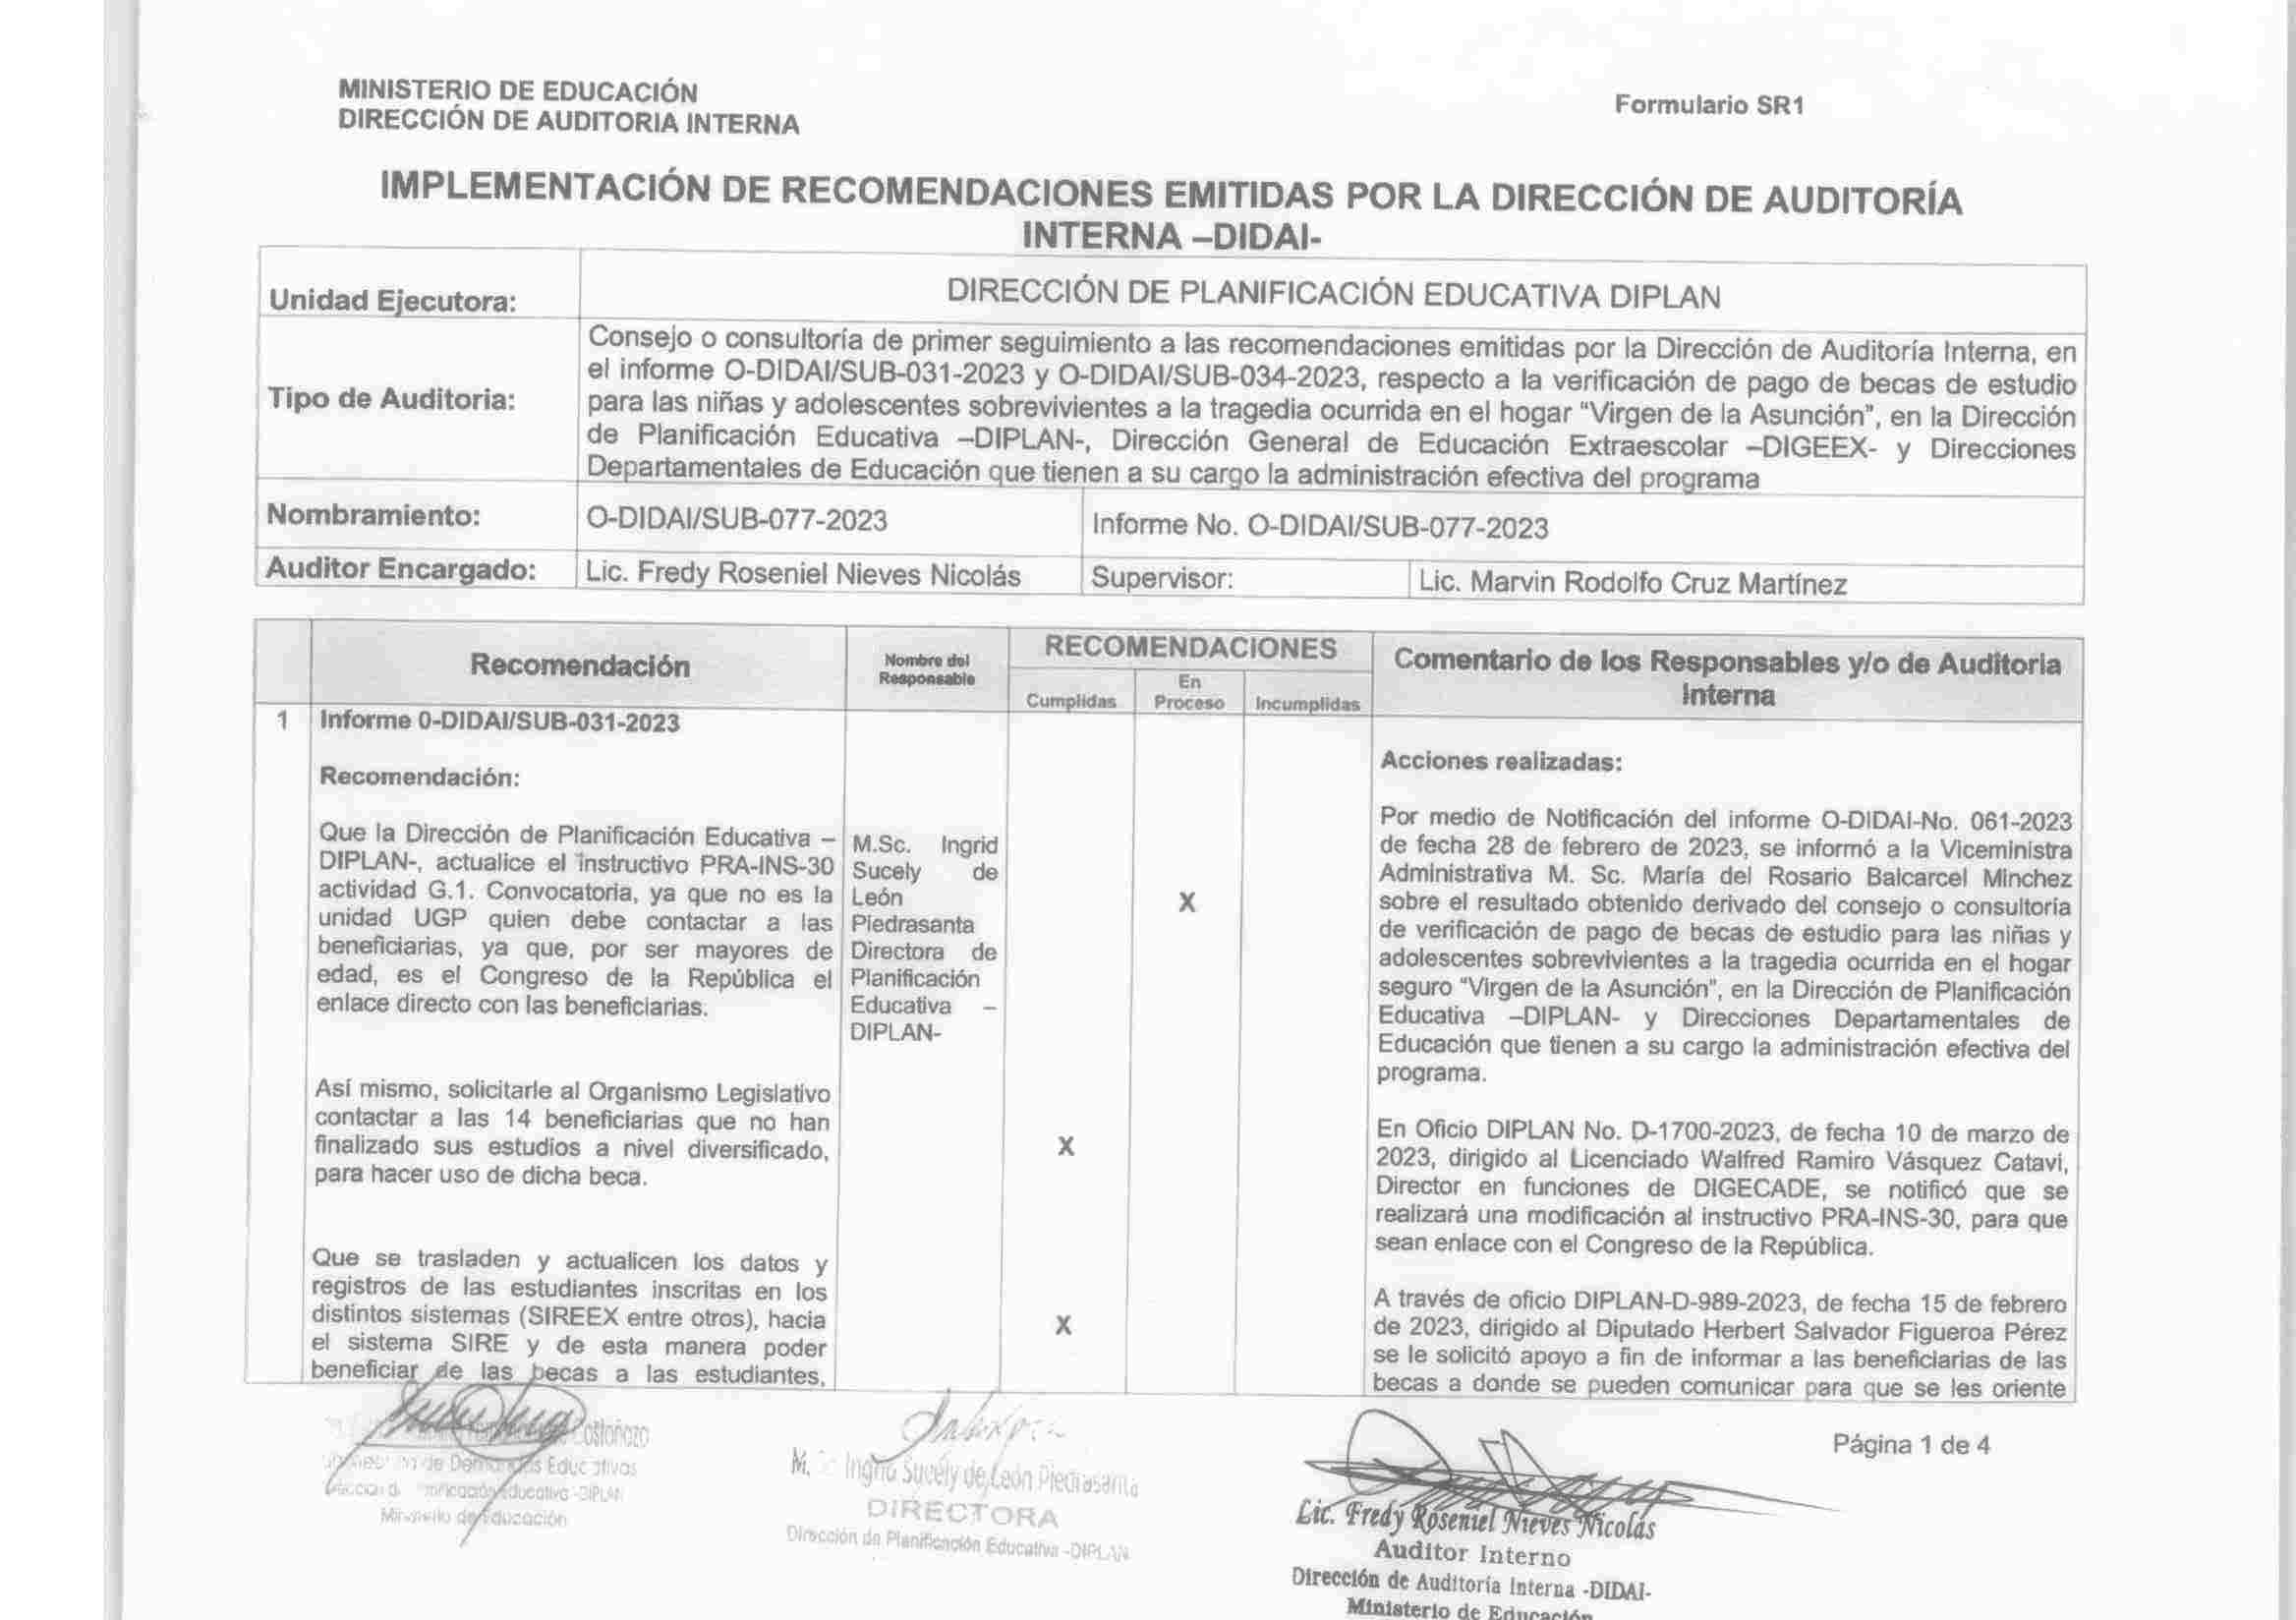 MINISTERIO DE EDUCACIÓN
DIRECCIÓN DE AUDITORIA INTERNA
Formulario SR1
IMPLEMENTACIÓN DE RECOMENDACIONES EMITIDAS POR LA DIRECCIÓN DE AUDITORÍA
INTERNA –DIDAI-
Unidad Ejecutora:
DIRECCIÓN DE PLANIFICACIÓN EDUCATIVA DIPLAN
Tipo de Auditoria:
Consejo o consultoría de primer seguimiento a las recomendaciones emitidas por la Dirección de Auditoría Interna, en
el informe O-DIDAI/SUB-031-2023 y O-DIDAI/SUB-034-2023, respecto a la verificación de pago de becas de estudio
para las niñas y adolescentes sobrevivientes a la tragedia ocurrida en el hogar “Virgen de la Asunción”, en la Dirección
de Planificación Educativa –DIPLAN-, Dirección General de Educación Extraescolar –DIGEEX- y Direcciones
Departamentales de Educación que tienen a su cargo la administración efectiva del programa
Nombramiento:
O-DIDAI/SUB-077-2023
Informe No. O-DIDAI/SUB-077-2023
Auditor Encargado:
Lic. Fredy Roseniel Nieves Nicolás
Supervisor:
Lic. Marvin Rodolfo Cruz Martínez
Recomendación
Nombre del
Responsable
RECOMENDACIONES
Cumplidas
En
Proceso
Incumplidas
Comentario de los Responsables y/o de Auditoria
Interna
1
Informe 0-DIDAI/SUB-031-2023
Recomendación:
Que la Dirección de Planificación Educativa –
DIPLAN-, actualice el instructivo PRA-INS-30
actividad G.1. Convocatoria, ya que no es la
unidad UGP quien debe contactar a las
beneficiarias, ya que, por ser mayores de
edad, es el Congreso de la República el
enlace directo con las beneficiarias.
Así mismo, solicitarle al Organismo Legislativo
contactar a las 14 beneficiarias que no han
finalizado sus estudios a nivel diversificado,
para hacer uso de dicha beca.
Que se trasladen y actualicen los datos y
registros de las estudiantes inscritas en los
distintos sistemas (SIREEX entre otros), hacia
el sistema SIRE y de esta manera poder
beneficiar de las becas a las estudiantes,
M.Sc. Ingrid
Sucely de
León
Piedrasanta
Directora de
Planificación
Educativa –
DIPLAN-
X
X
X
Acciones realizadas:
Por medio de Notificación del informe O-DIDAI-No. 061-2023
de fecha 28 de febrero de 2023, se informó a la Viceministra
Administrativa M. Sc. María del Rosario Balcarcel Minchez
sobre el resultado obtenido derivado del consejo o consultoría
de verificación de pago de becas de estudio para las niñas y
adolescentes sobrevivientes a la tragedia ocurrida en el hogar
seguro “Virgen de la Asunción”, en la Dirección de Planificación
Educativa –DIPLAN- y Direcciones Departamentales de
Educación que tienen a su cargo la administración efectiva del
programa.
En Oficio DIPLAN No. D-1700-2023, de fecha 10 de marzo de
2023, dirigido al Licenciado Walfred Ramiro Vásquez Catavi,
Director en funciones de DIGECADE, se notificó que se
realizará una modificación al instructivo PRA-INS-30, para que
sean enlace con el Congreso de la República.
A través de oficio DIPLAN-D-989-2023, de fecha 15 de febrero
de 2023, dirigido al Diputado Herbert Salvador Figueroa Pérez
se le solicitó apoyo a fin de informar a las beneficiarias de las
becas a donde se pueden comunicar para que se les oriente
Página 1 de 4
de Educativos
Educativa -DIPLAN
Ministerio de Educación
M. Ingrid Sucely de León Piedrasanta
DIRECTORA
Dirección de Planificación Educativa -DIPLAN
Lic. Fredy Roseniel Nieves Nicolás
Auditor Interno
Dirección de Auditoría Interna -DIDAI-
Ministerio de Educación